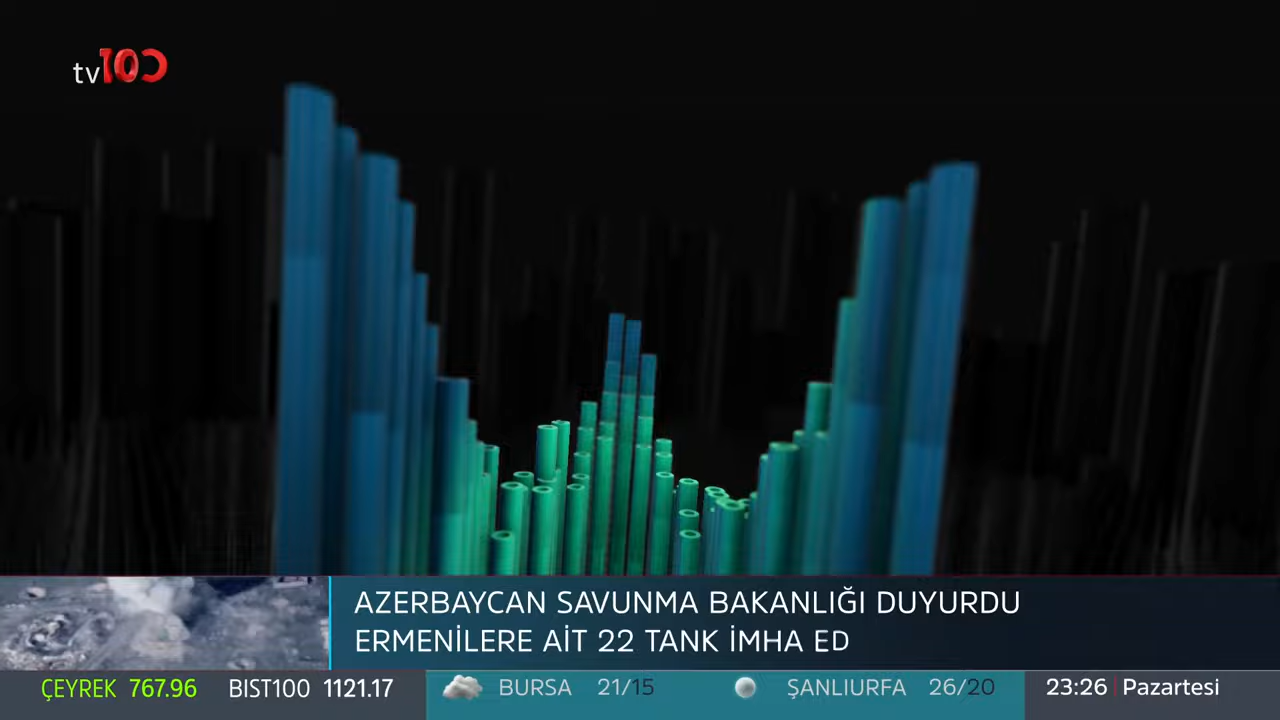 tv100
AZERBAYCAN SAVUNMA BAKANLIĞI DUYURDU
ERMENİLERE AİT 22 TANK İMHA ED
ÇEYREK 767.96 BIST100 1121.17 BURSA 21/15 ŞANLIURFA 26/20 23:26 Pazartesi